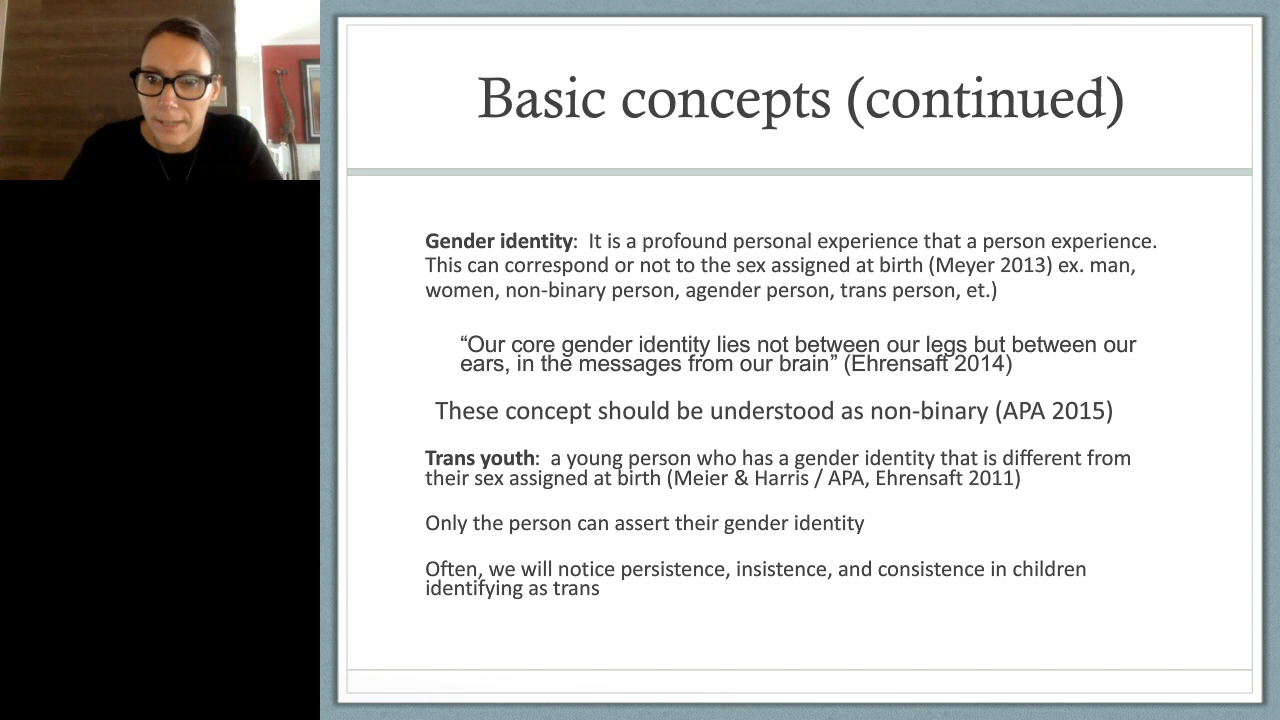 Basic concepts (continued)
Gender identity:  It is a profound personal experience that a person experience.
This can correspond or not to the sex assigned at birth (Meyer 2013) ex. man,
women, non-binary person, agender person, trans person, et.)
“Our core gender identity lies not between our legs but between our
ears, in the messages from our brain” (Ehrensaft 2014)
These concept should be understood as non-binary (APA 2015)
Trans youth:  a young person who has a gender identity that is different from
their sex assigned at birth (Meier & Harris / APA, Ehrensaft 2011)
Only the person can assert their gender identity
Often, we will notice persistence, insistence, and consistence in children
identifying as trans